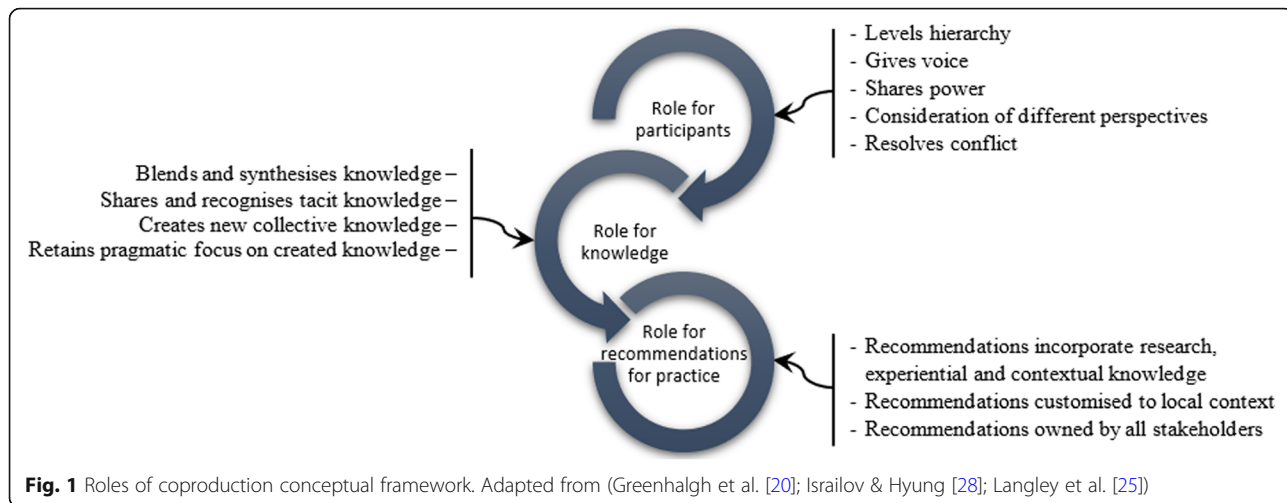 - Levels hierarchy
- Gives voice
- Shares power
- Consideration of different perspectives
- Resolves conflict
Role for
participants
Blends and synthesises knowledge –
Shares and recognises tacit knowledge –
Creates new collective knowledge –
Retains pragmatic focus on created knowledge –
Role for
knowledge
Role for
recommendations
for practice
- Recommendations incorporate research,
experiential and contextual knowledge
- Recommendations customised to local context
- Recommendations owned by all stakeholders
Fig. 1 Roles of coproduction conceptual framework. Adapted from (Greenhalgh et al. [20]; Israilov & Hyung [28]; Langley et al. [25])